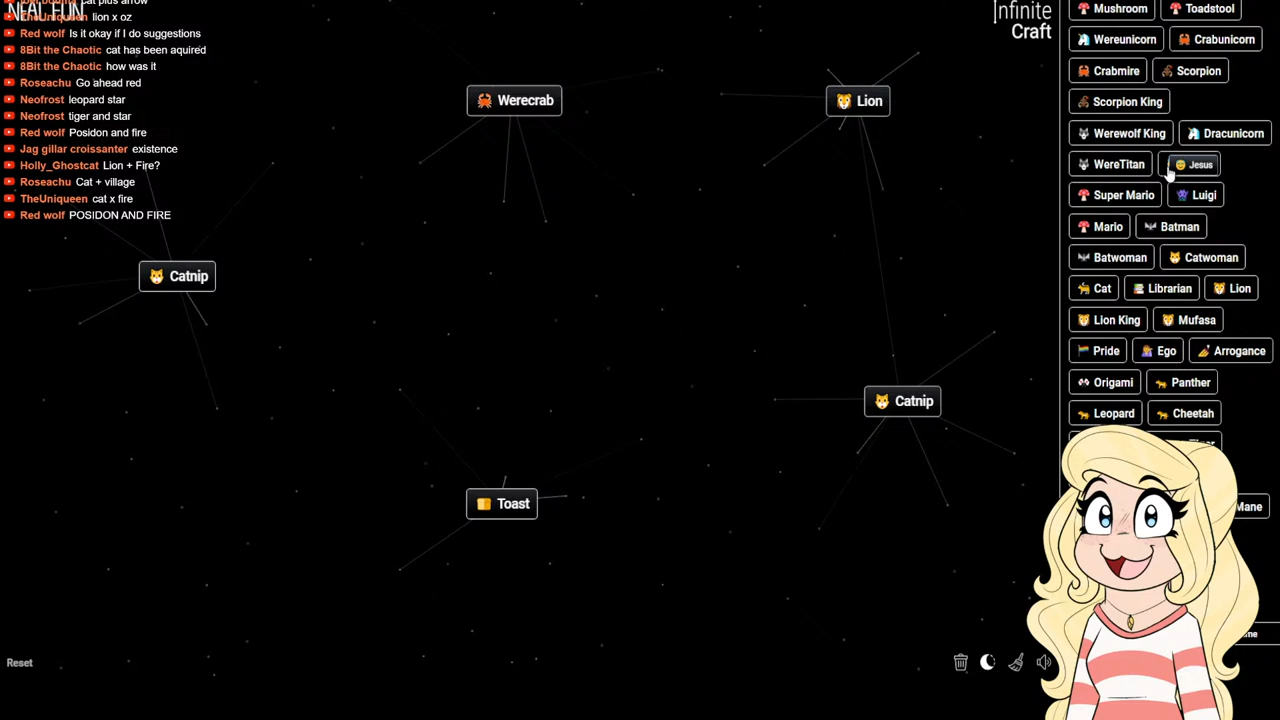 NEAL FUN
cat plus arrow
TheUniqueen lion x oz
Red wolf Is it okay if I do suggestions
8Bit the Chaotic cat has been aquired
8Bit the Chaotic how was it
Roseachu Go ahead red
Neofrost leopard star
Neofrost tiger and star
Red wolf Posidon and fire
Jag gillar croissanter existence
Holly_Ghostcat Lion + Fire?
Roseachu Cat + village
TheUniqueen cat x fire
Red wolf POSIDON AND FIRE
Catnip
Werecrab
Lion
Catnip
Toast
Reset
Infinite
Craft
Mushroom Toadstool
Wereunicorn Crabunicorn
Crabmire Scorpion
Scorpion King
Werewolf King Dracunicorn
WereTitan Jesus
Super Mario Luigi
Mario Batman
Batwoman Catwoman
Cat Librarian Lion
Lion King Mufasa
Pride Ego Arrogance
Origami Panther
Leopard Cheetah
Tiger
Mane